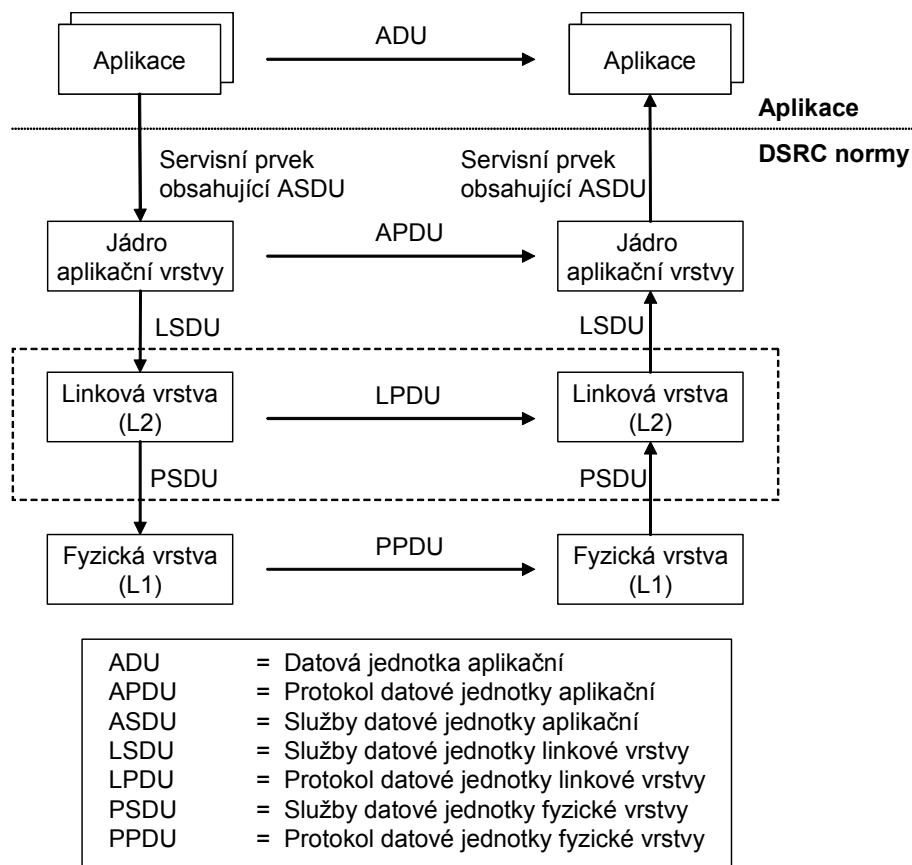 ADU
Aplikace
Aplikace
Aplikace
DSRC normy
Servisní prvek
obsahující ASDU
Servisní prvek
obsahující ASDU
Jádro
aplikační vrstvy
APDU
Jádro
aplikační vrstvy
LSDU
LSDU
Linková vrstva
(L2)
LPDU
Linková vrstva
(L2)
PSDU
PSDU
Fyzická vrstva
(L1)
PPDU
Fyzická vrstva
(L1)
ADU = Datová jednotka aplikační
APDU = Protokol datové jednotky aplikační
ASDU = Služby datové jednotky aplikační
LSDU = Služby datové jednotky linkové vrstvy
LPDU = Protokol datové jednotky linkové vrstvy
PSDU = Služby datové jednotky fyzické vrstvy
PPDU = Protokol datové jednotky fyzické vrstvy